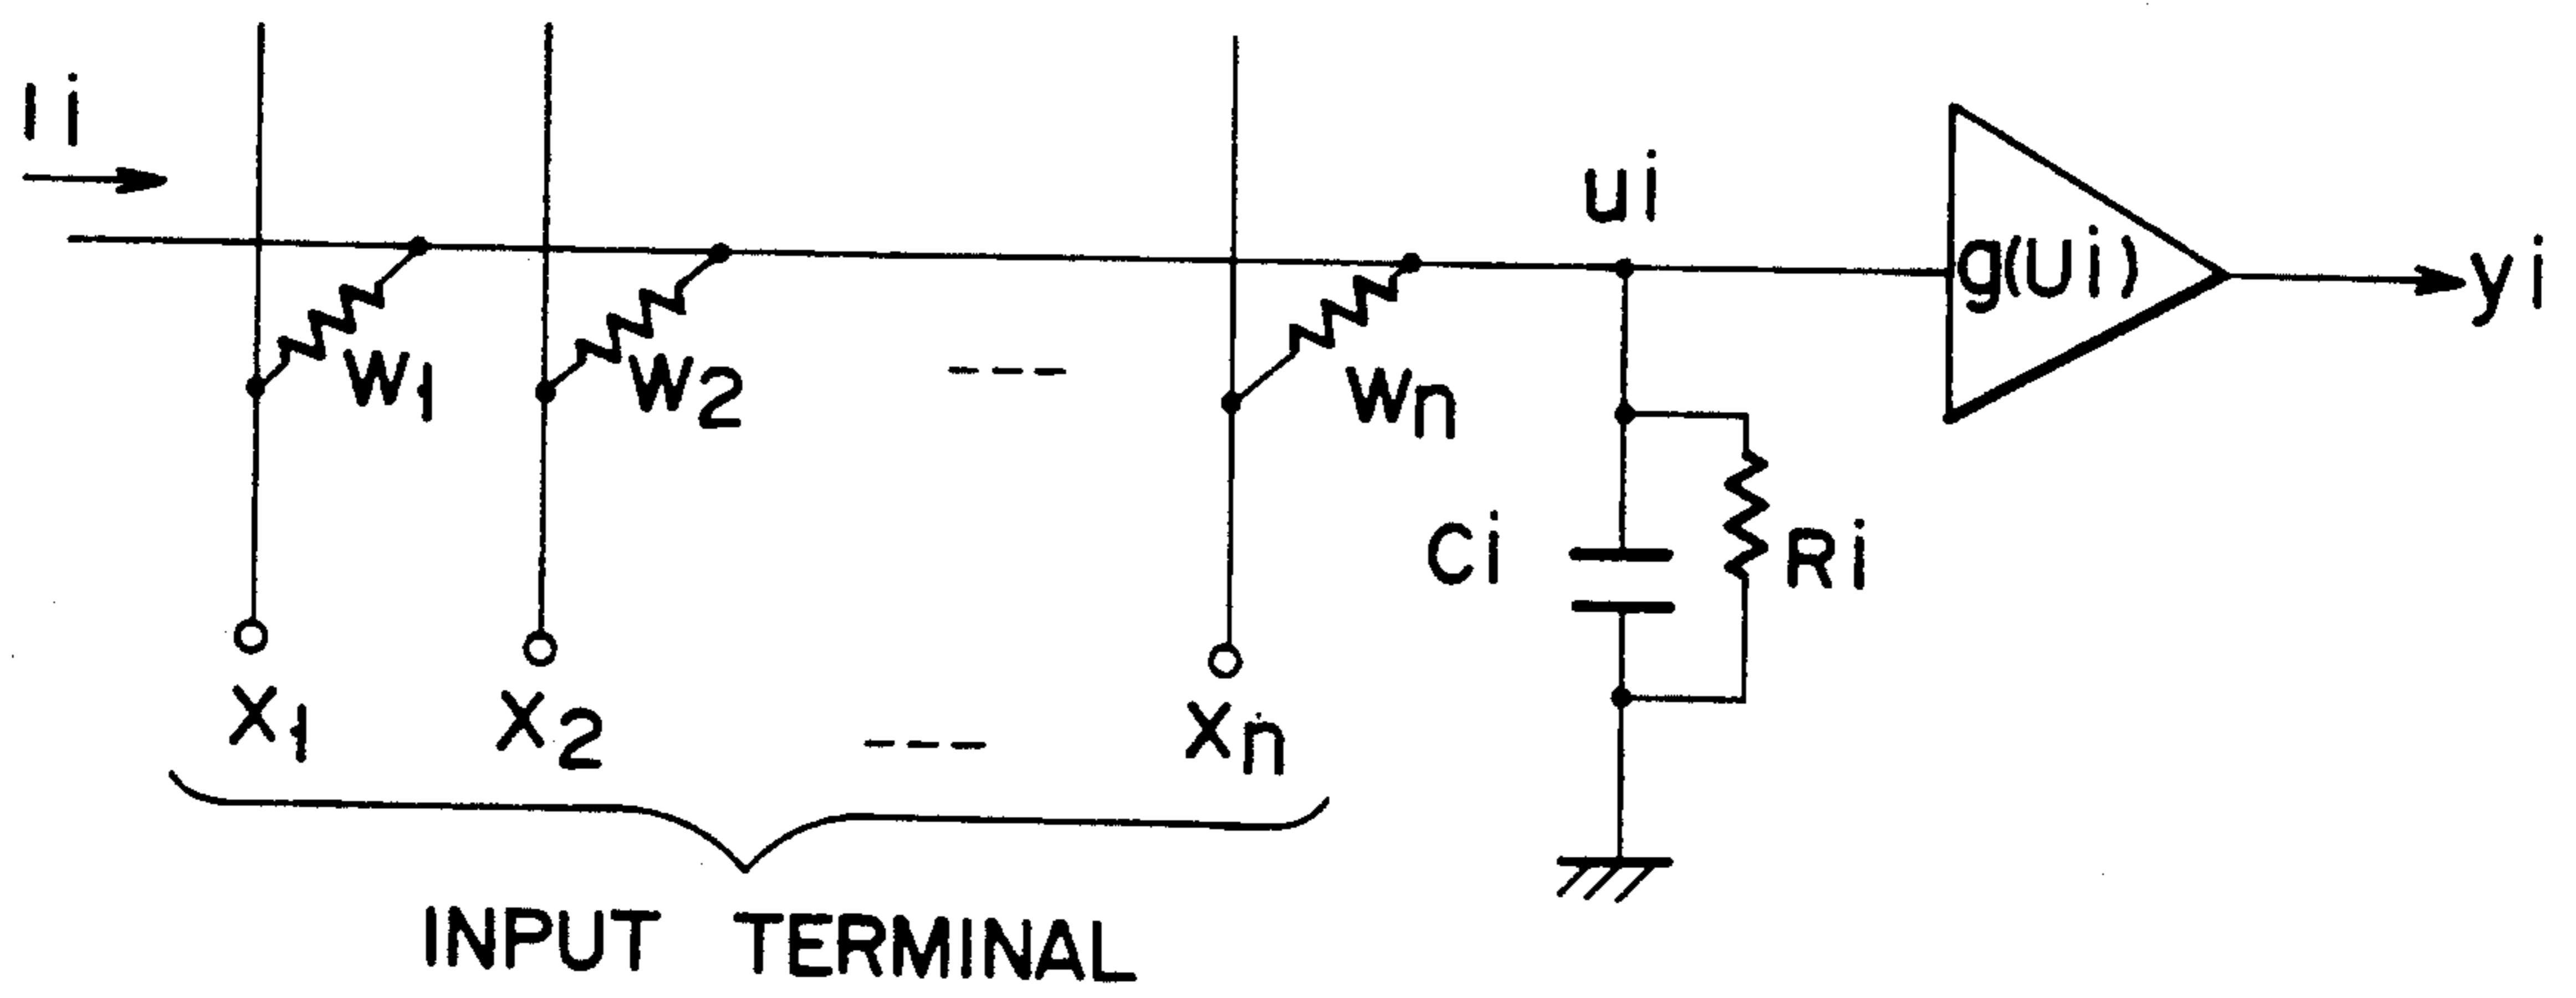 Ii
ui
g(Ui)
yi
W1
W2
---
Wn
Ci
Ri
X1
X2
---
Xn
INPUT TERMINAL